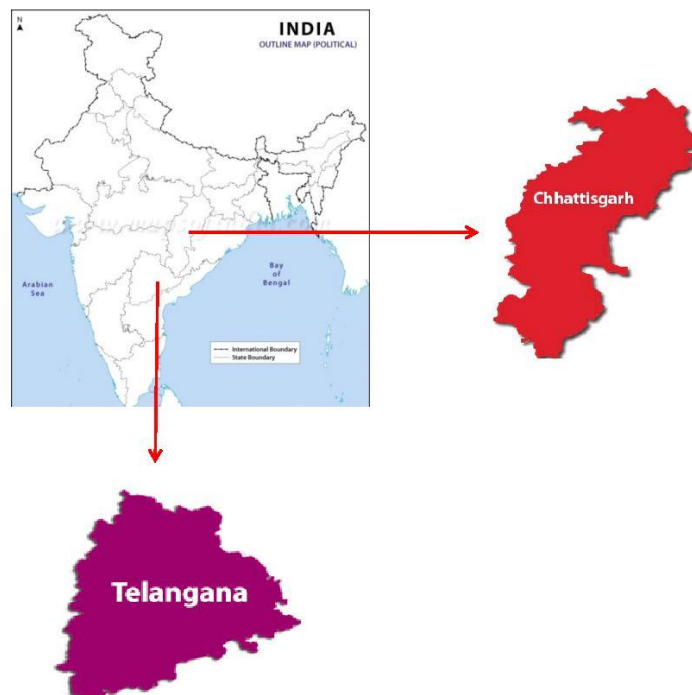 N
INDIA
OUTLINE MAP (POLITICAL)
Chhattisgarh
Arabian
Sea
Bay
of
Bengal
International Boundary
State Boundary
Telangana